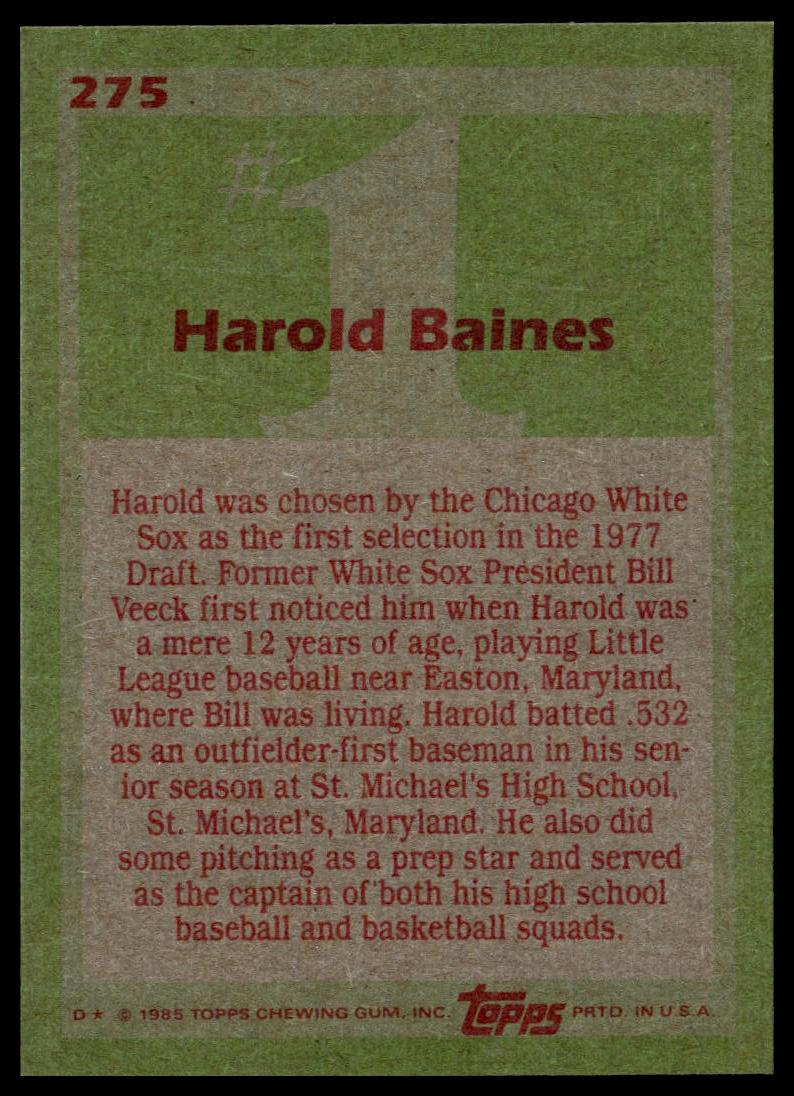 275
#1
Harold Baines
Harold was chosen by the Chicago White
Sox as the first selection in the 1977
Draft. Former White Sox President Bill
Veeck first noticed him when Harold was
a mere 12 years of age, playing Little
League baseball near Easton, Maryland,
where Bill was living. Harold batted .532
as an outfielder-first baseman in his sen-
ior season at St. Michael's High School,
St. Michael's, Maryland. He also did
some pitching as a prep star and served
as the captain of both his high school
baseball and basketball squads.
D★ © 1985 TOPPS CHEWING GUM, INC. topps PRTD. IN U.S.A.